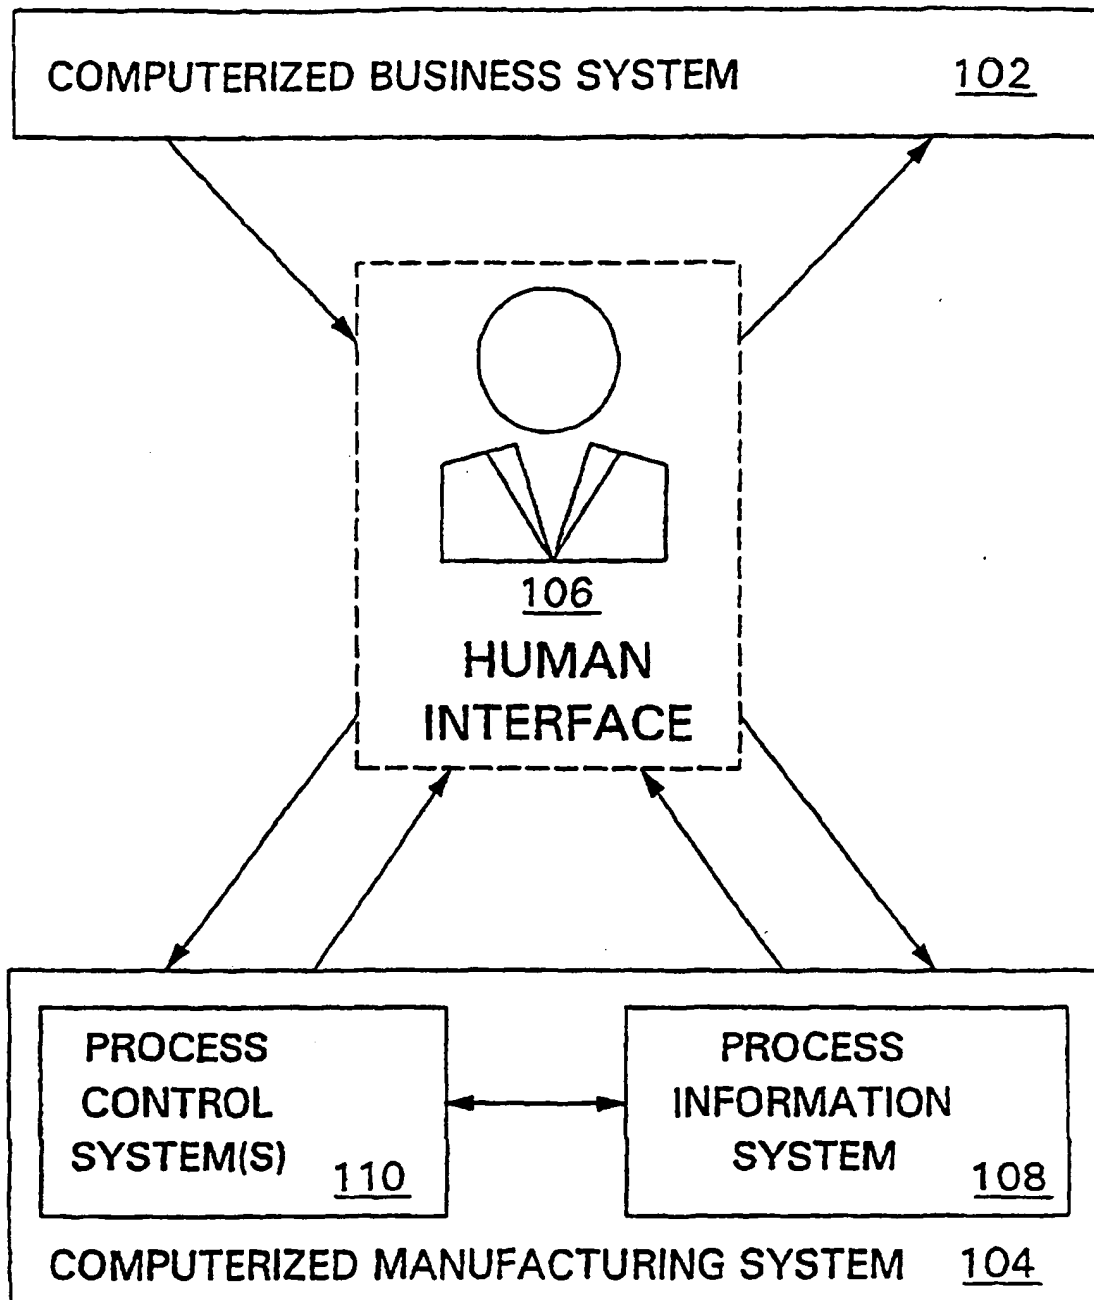 COMPUTERIZED BUSINESS SYSTEM 102
106
HUMAN
INTERFACE
PROCESS
CONTROL
SYSTEM(S)
110
PROCESS
INFORMATION
SYSTEM
108
COMPUTERIZED MANUFACTURING SYSTEM 104